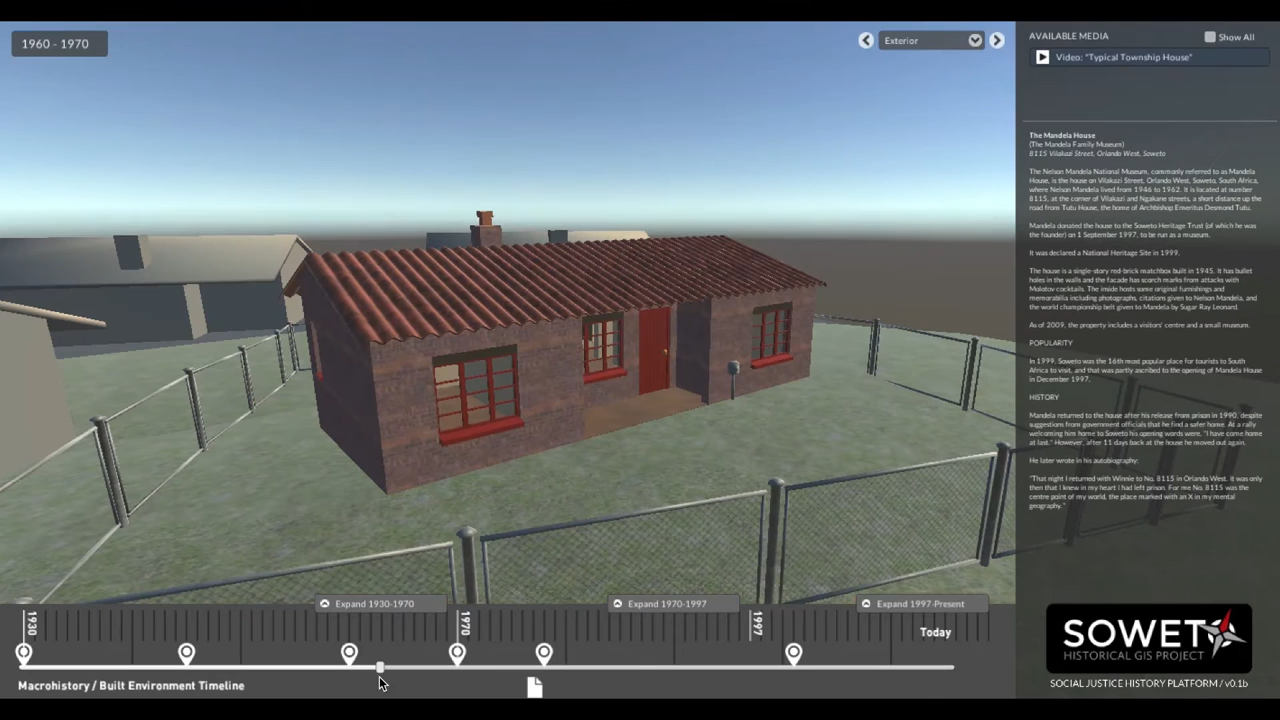 1960 - 1970
Exterior
AVAILABLE MEDIA
Show All
Video: "Typical Township House"
The Mandela House
(The Mandela Family Museum)
8115 Vilakazi Street, Orlando West, Soweto
The Nelson Mandela National Museum, commonly referred to as Mandela
House, is the house on Vilakazi Street, Orlando West, Soweto, South Africa,
where Nelson Mandela lived from 1946 to 1962. It is located at number
8115, at the corner of Vilakazi and Ngakane streets, a short distance up the
road from Tutu House, the home of Archbishop Emeritus Desmond Tutu.
Mandela donated the house to the Soweto Heritage Trust (of which he was
the founder) on 1 September 1997, to be run as a museum.
It was declared a National Heritage Site in 1999.
The house is a single-story red-brick matchbox built in 1945. It has bullet
holes in the walls and the facade has scorch marks from attacks with
Molotov cocktails. The inside hosts some original furnishings and
memorabilia including photographs, citations given to Nelson Mandela, and
the world championship belt given to Mandela by Sugar Ray Leonard.
As of 2009, the property includes a visitors' centre and a small museum.
POPULARITY
In 1999, Soweto was the 16th most popular place for tourists to South
Africa to visit, and that was partly ascribed to the opening of Mandela House
in December 1997.
HISTORY
Mandela returned to the house after his release from prison in 1990, despite
suggestions from government officials that he find a safer home. At a rally
welcoming him home to Soweto his opening words were, "I have come home
at last." However, after 11 days back at the house he moved out again.
He later wrote in his autobiography:
"That night I returned with Winnie to No. 8115 in Orlando West. It was only
then that I knew in my heart I had left prison. For me No. 8115 was the
centre point of my world, the place marked with an X in my mental
geography."
Expand 1930-1970
Expand 1970-1997
Expand 1997-Present
1930
1970
1997
Today
Macrohistory / Built Environment Timeline
SOWETO
HISTORICAL GIS PROJECT
SOCIAL JUSTICE HISTORY PLATFORM / v0.1b